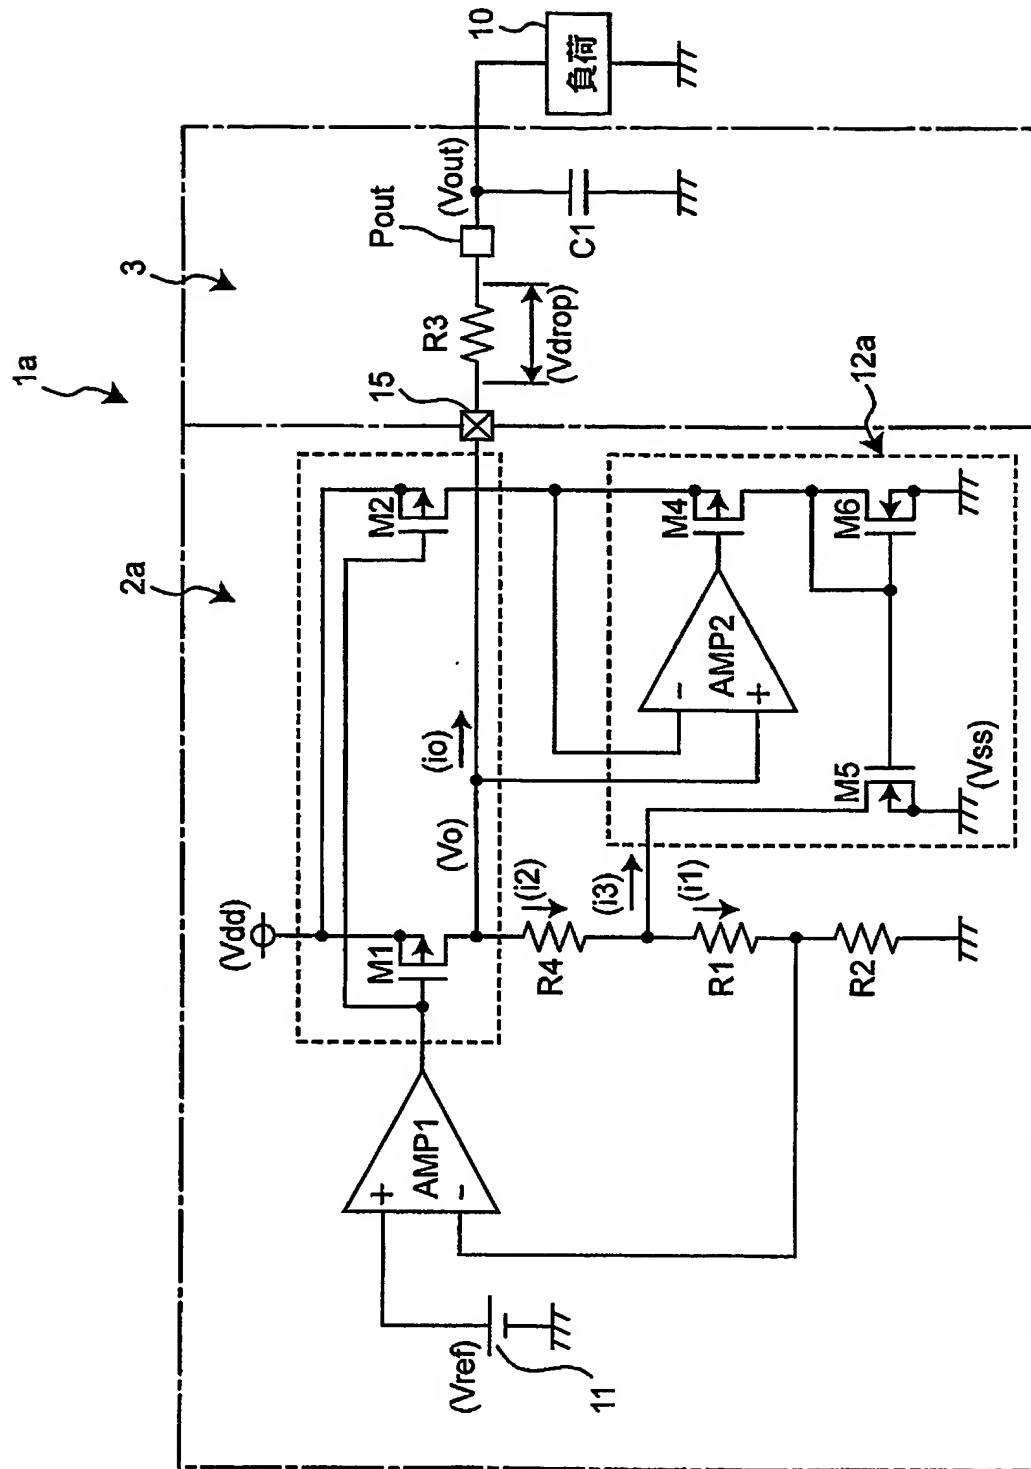 1a
2a
3
10
負荷
(Vout)
Pout
C1
R3
(Vdrop)
15
12a
(Vdd)
M1
M2
(io)
(Vo)
AMP1
+
-
(Vref)
11
R4
(i2)
(i3)
(i1)
R1
R2
M4
AMP2
-
+
M6
M5
(Vss)